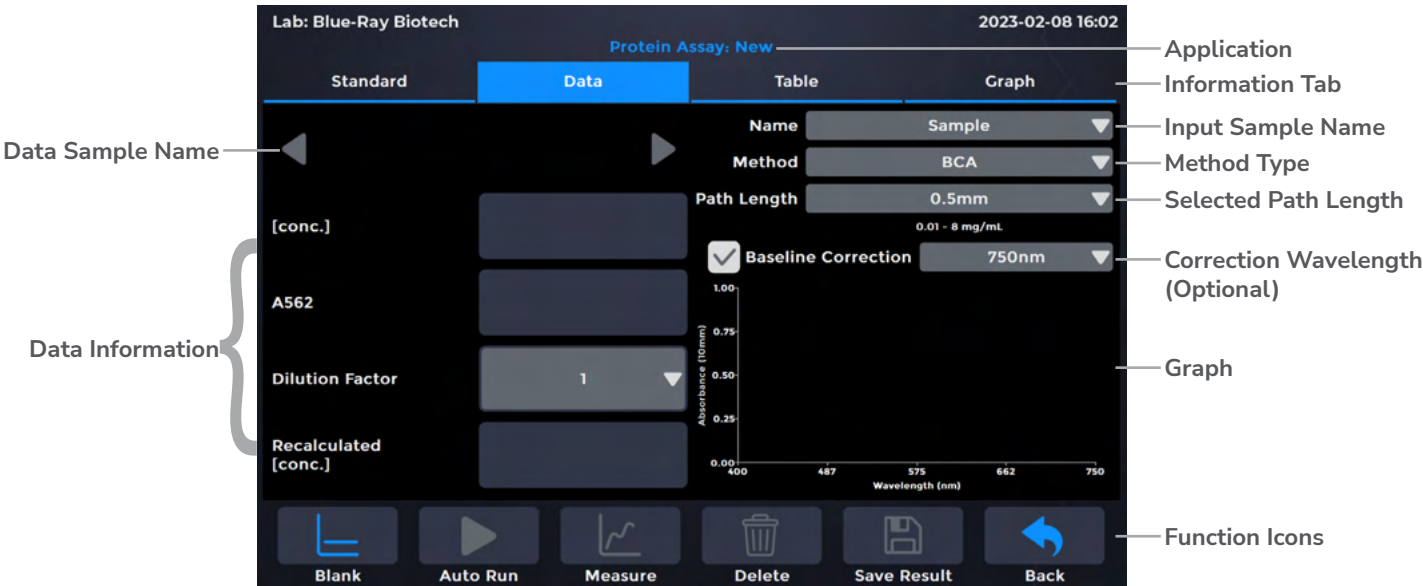 Lab: Blue-Ray Biotech
2023-02-08 16:02
Protein Assay: New
Application
Standard
Data
Table
Graph
Information Tab
Data Sample Name
Name
Sample
Input Sample Name
Method
BCA
Method Type
Path Length
0.5mm
Selected Path Length
0.01 - 8 mg/mL
[conc.]
Baseline Correction
750nm
Correction Wavelength
(Optional)
Data Information
A562
Dilution Factor
1
Recalculated
[conc.]
1.00
0.75
0.50
0.25
0.00
Absorbance (10mm)
400
487
575
662
750
Wavelength (nm)
Graph
Blank
Auto Run
Measure
Delete
Save Result
Back
Function Icons